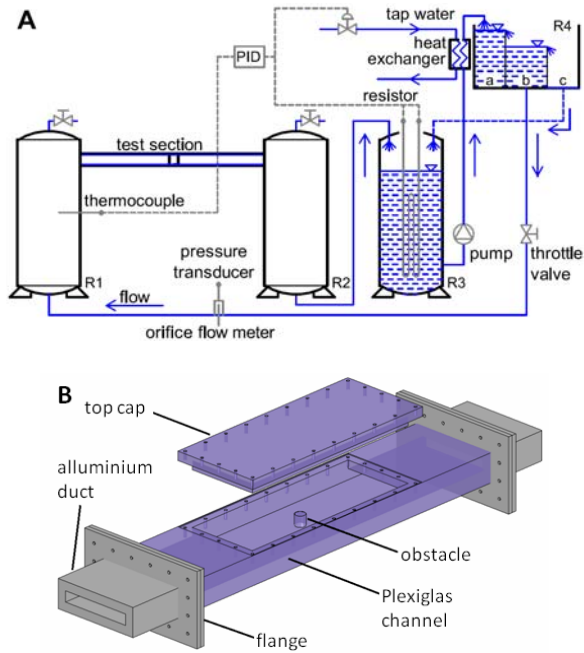 A
tap water
R4
PID
heat
exchanger
a
b
c
resistor
test section
thermocouple
pressure
transducer
pump
throttle
valve
R1
flow
R2
R3
orifice flow meter
B
top cap
alluminium
duct
obstacle
Plexiglas
channel
flange